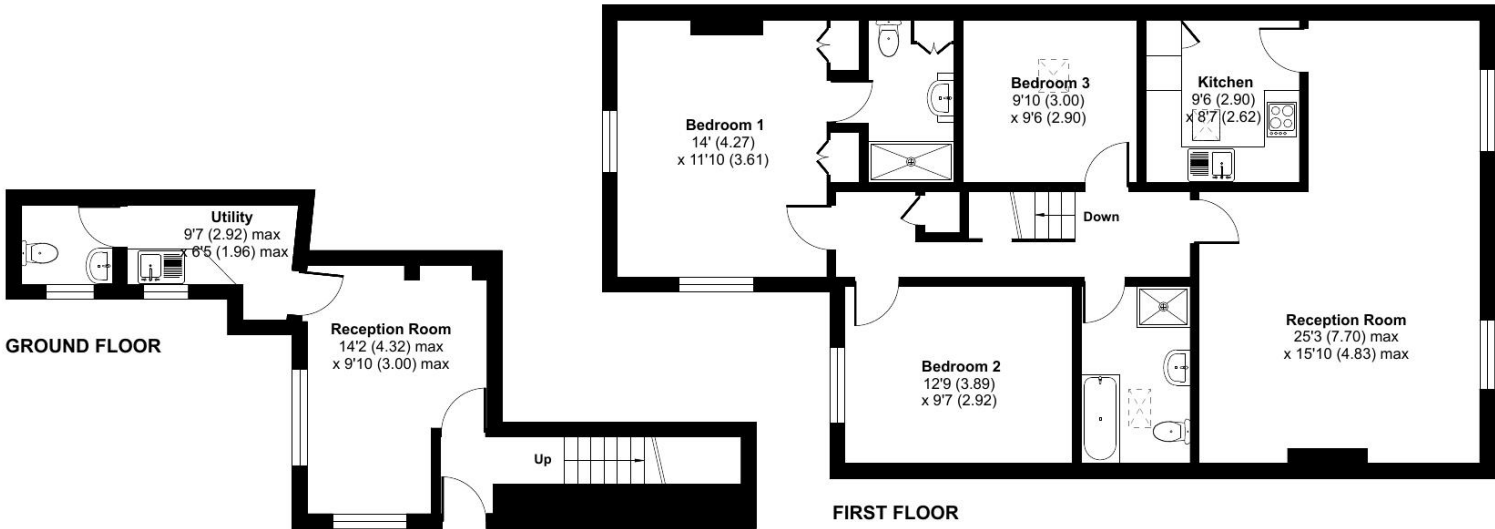 Utility
9'7 (2.92) max
x 6'5 (1.96) max
Reception Room
14'2 (4.32) max
x 9'10 (3.00) max
Up
GROUND FLOOR
Bedroom 1
14' (4.27)
x 11'10 (3.61)
Bedroom 3
9'10 (3.00)
x 9'6 (2.90)
Kitchen
9'6 (2.90)
x 8'7 (2.62)
Down
Bedroom 2
12'9 (3.89)
x 9'7 (2.92)
Reception Room
25'3 (7.70) max
x 15'10 (4.83) max
FIRST FLOOR